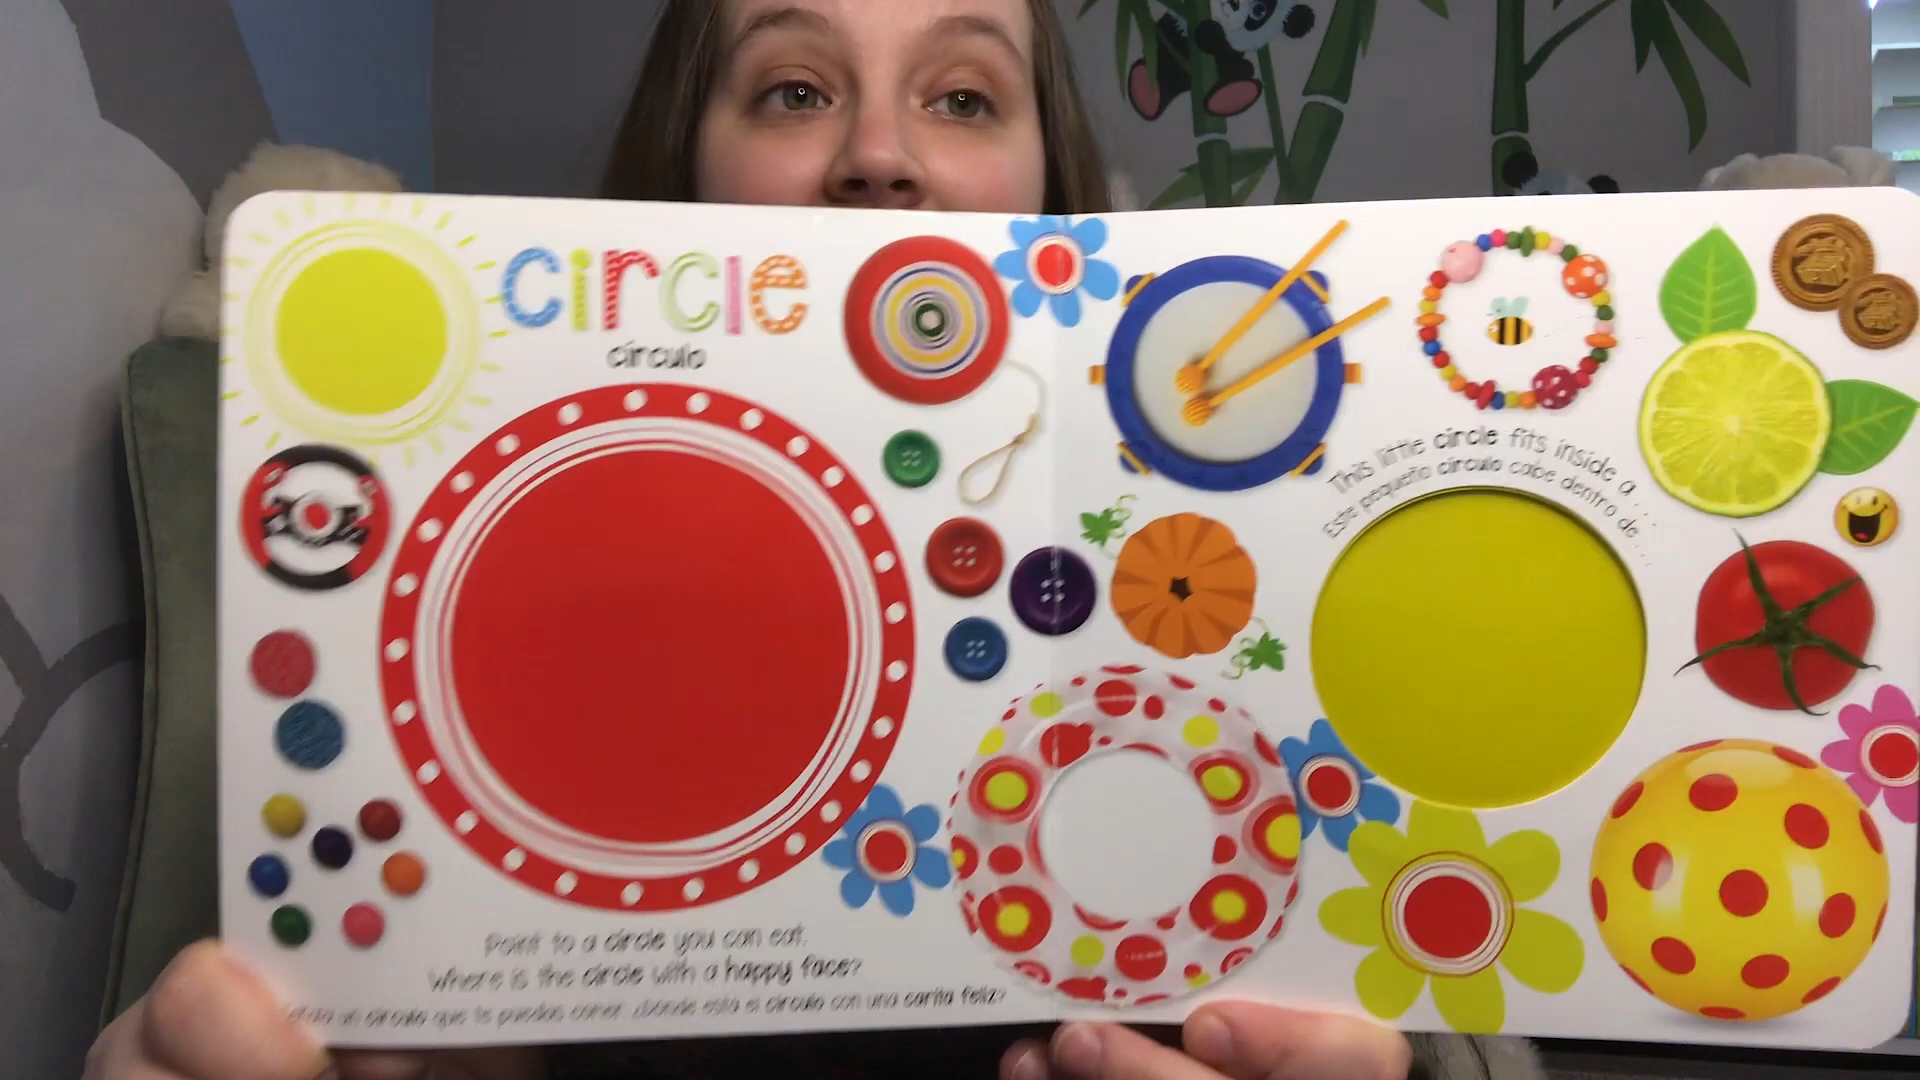 circle
círculo
Point to a circle you can eat.
Where is the circle with a happy face?
un círculo que te puedas comer. ¿Dónde está el círculo con una carita feliz?
This little circle fits inside a ...
Este pequeño círculo cabe dentro de ...